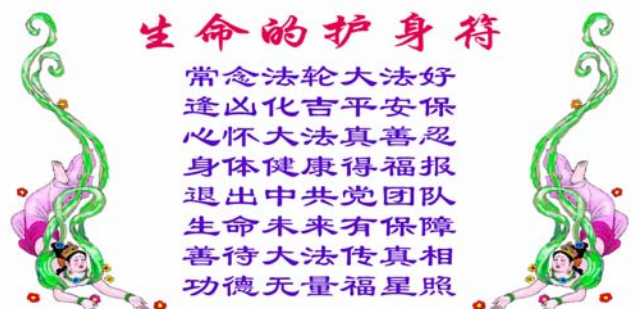 生命的护身符
常念法轮大法好
逢凶化吉平安保
心怀大法真善忍
身体健康得福报
退出中共党团队
生命未来有保障
善待大法传真相
功德无量福星照